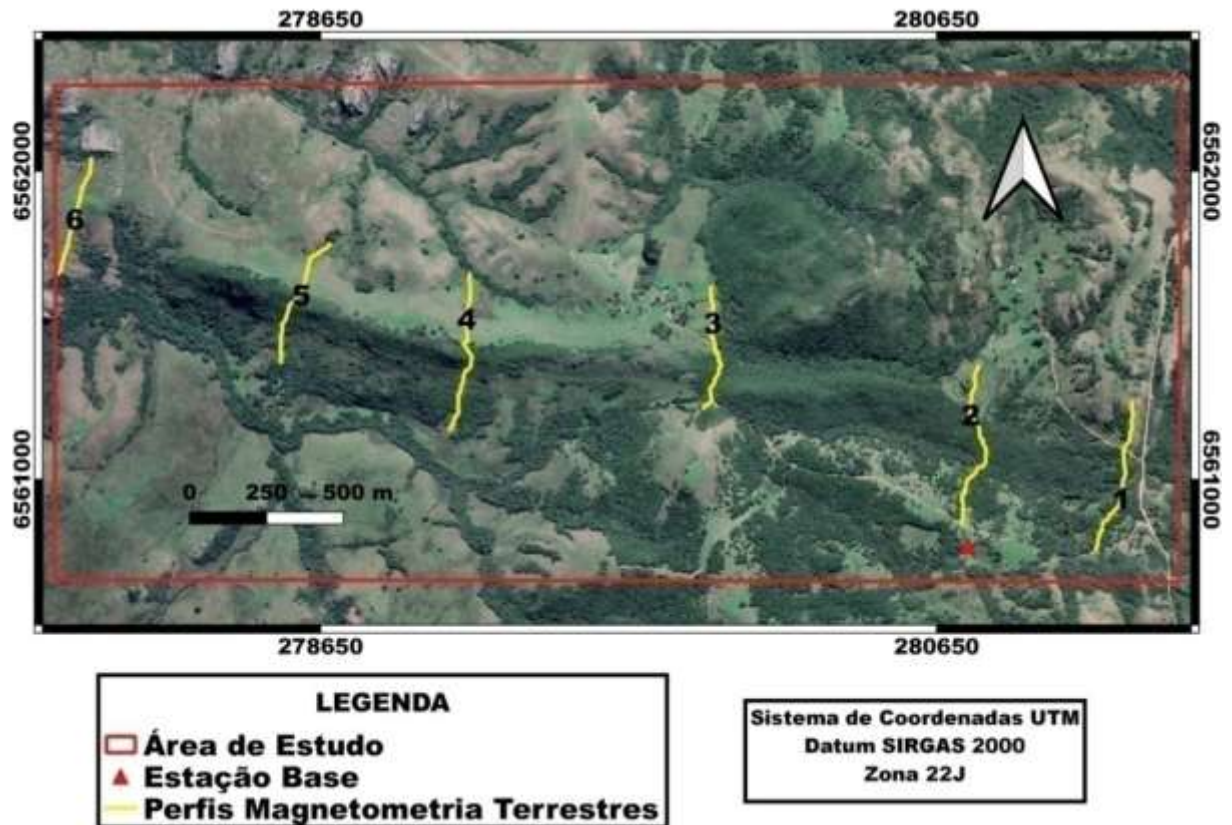 278650
280650
6562000
6562000
6
5
4
3
2
1
6561000
6561000
0 250 500 m
278650
280650
LEGENDA
Área de Estudo
Estação Base
Perfis Magnetometria Terrestres
Sistema de Coordenadas UTM
Datum SIRGAS 2000
Zona 22J